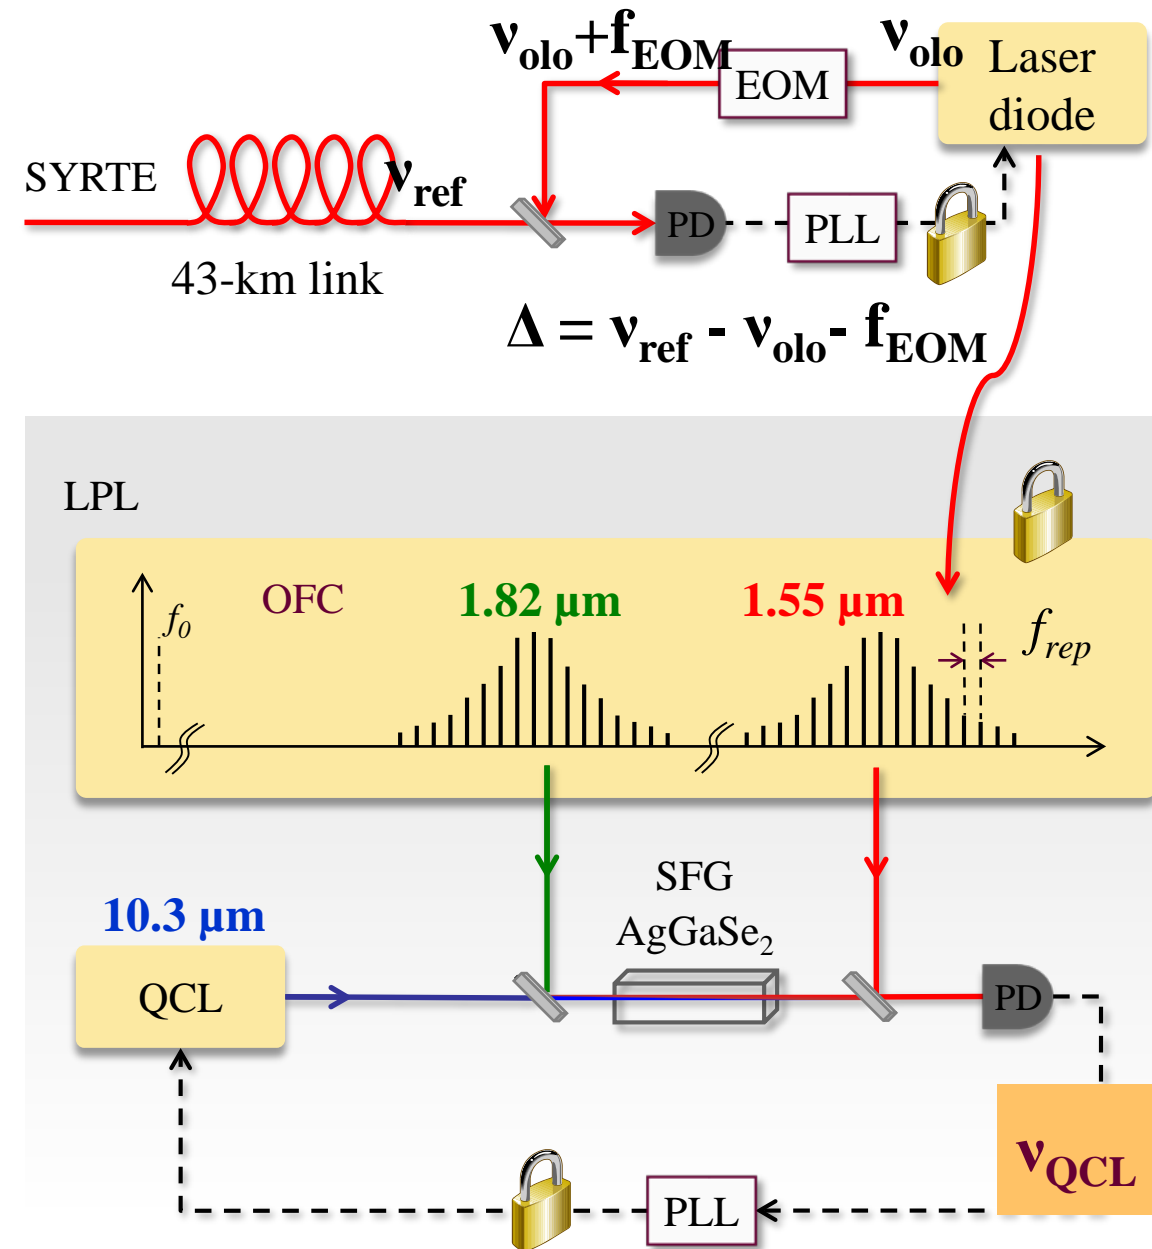 ν_olo+f_EOM
ν_olo
Laser
diode
EOM
SYRTE
ν_ref
PD
PLL
43-km link
Δ = ν_ref - ν_olo- f_EOM
LPL
OFC
1.82 μm
1.55 μm
f_0
f_rep
SFG
AgGaSe_2
10.3 μm
QCL
PD
ν_QCL
PLL